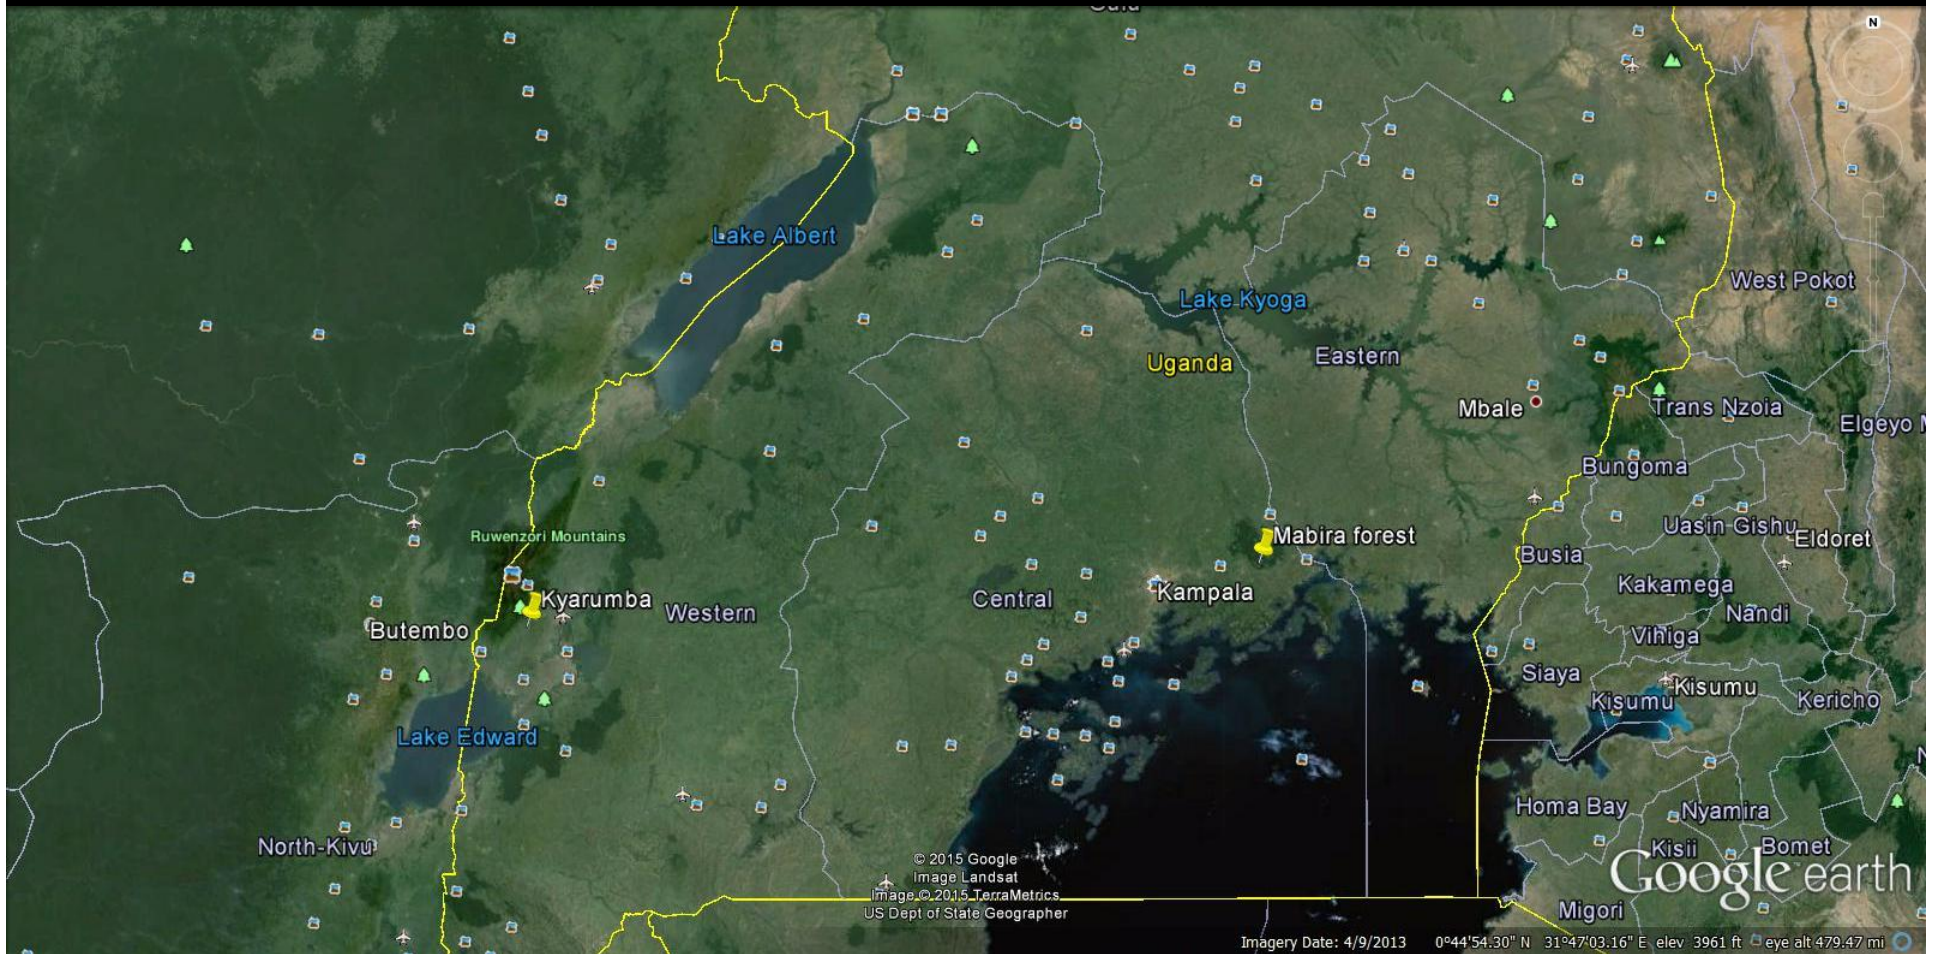 Gulu
N
Lake Albert
West Pokot
Lake Kyoga
Uganda
Eastern
Mbale
Trans Nzoia
Elgeyo M
Bungoma
Ruwenzori Mountains
Mabira forest
Uasin Gishu
Eldoret
Busia
Kyarumba
Western
Central
Kampala
Kakamega
Nandi
Butembo
Vihiga
Siaya
Kisumu
Kisumu
Kericho
Lake Edward
N
Homa Bay
Nyamira
North-Kivu
Kisii
Bomet
© 2015 Google
Image Landsat
Image © 2015 TerraMetrics
US Dept of State Geographer
Google earth
Migori
Imagery Date: 4/9/2013 0°44'54.30" N 31°47'03.16" E elev 3961 ft eye alt 479.47 mi